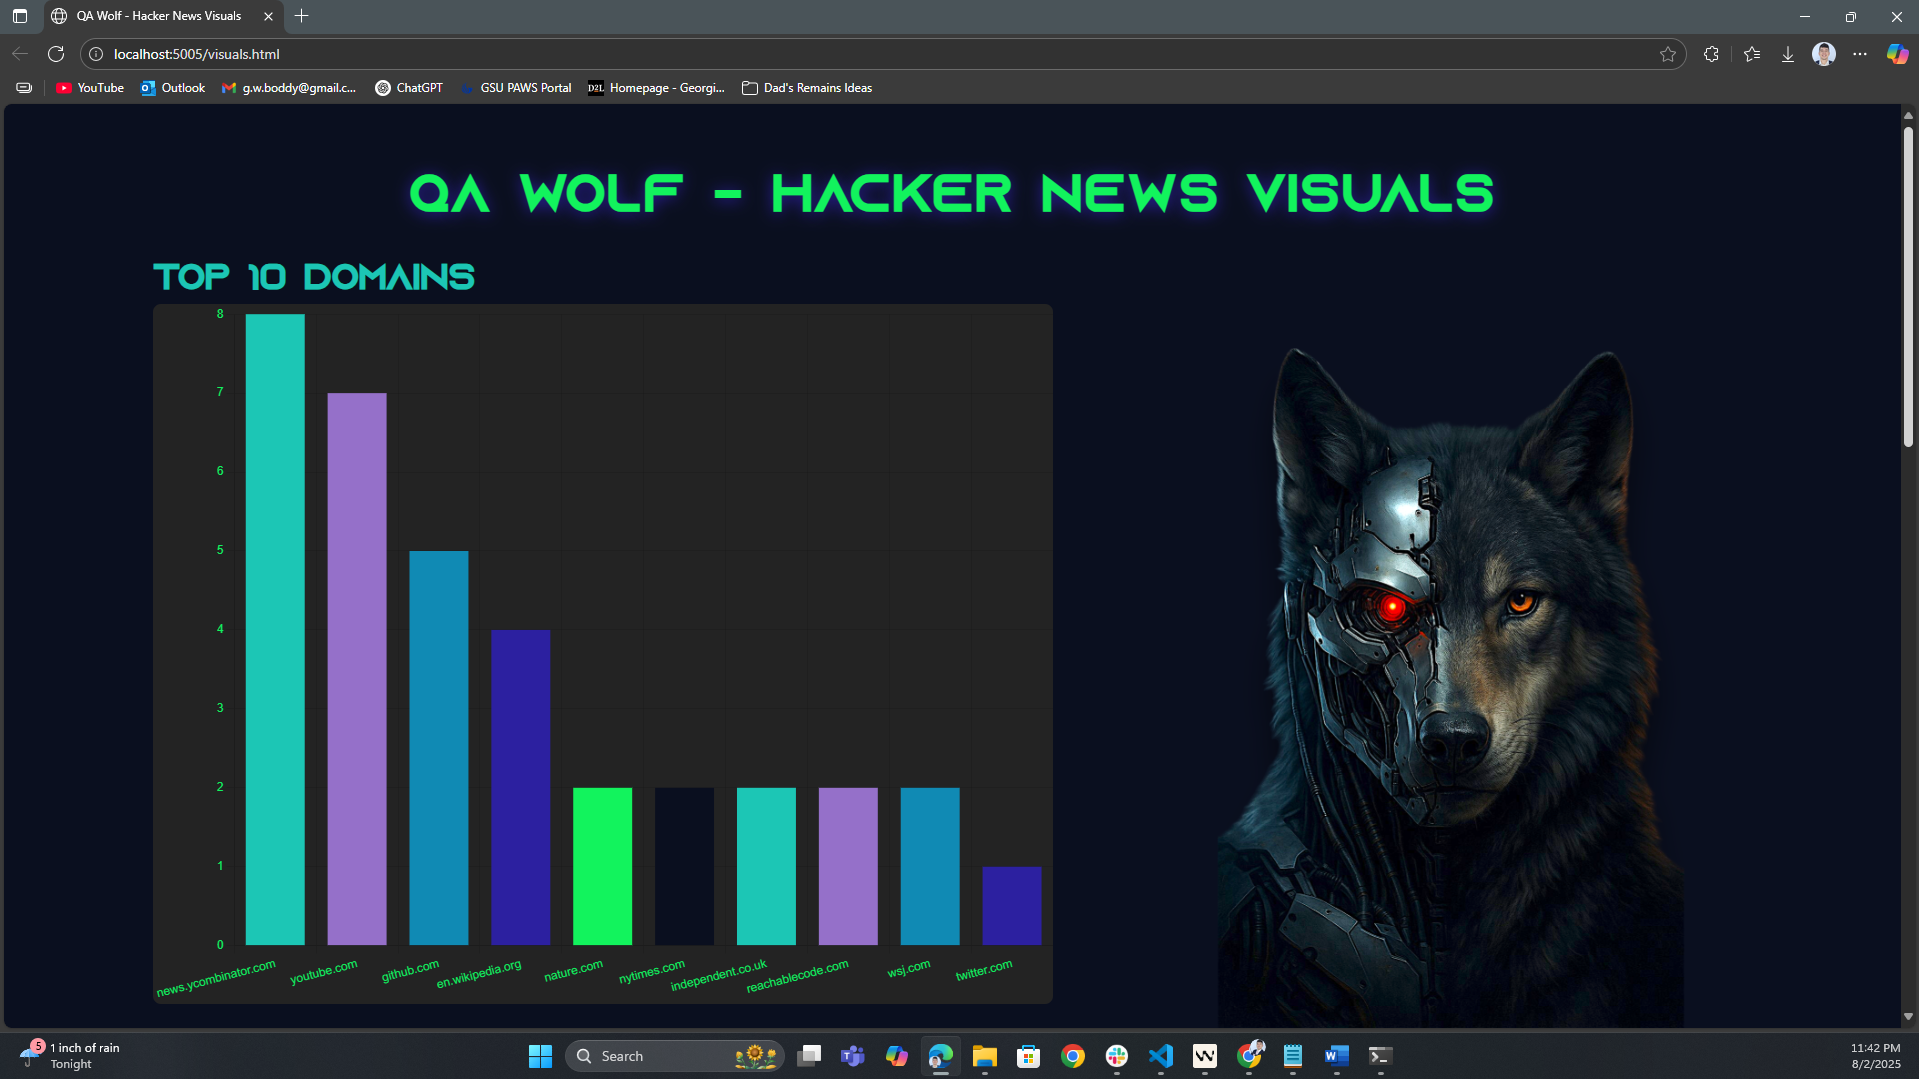 QA Wolf - Hacker News Visuals
localhost:5005/visuals.html
YouTube
Outlook
g.w.boddy@gmail.c...
ChatGPT
GSU PAWS Portal
D2L
Homepage - Georgi...
Dad's Remains Ideas
QA WOLF - HACKER NEWS VISUALS
TOP 10 DOMAINS
8
7
6
5
4
3
2
1
0
news.ycombinator.com
youtube.com
github.com
en.wikipedia.org
nature.com
nytimes.com
independent.co.uk
reachablecode.com
wsj.com
twitter.com
5
1 inch of rain
Tonight
Search
11:42 PM
8/2/2025